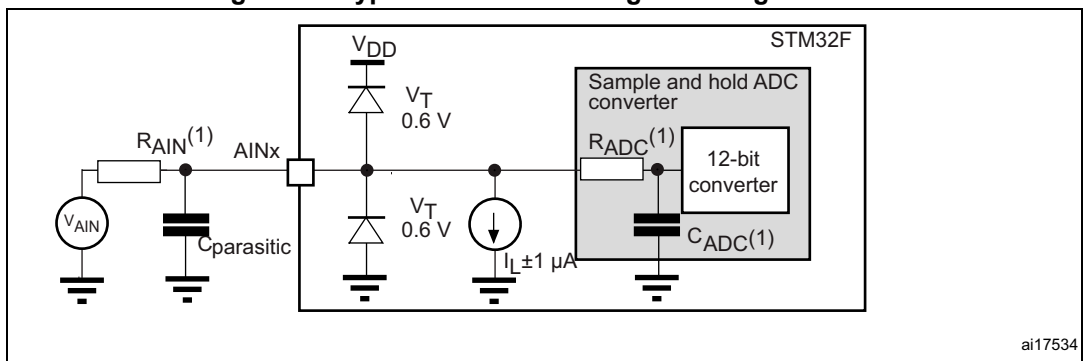 STM32F
VDD
Sample and hold ADC
converter
VT
0.6 V
RAIN(1)
AINx
RADC(1)
12-bit
converter
VAIN
Cparasitic
VT
0.6 V
IL±1 µA
CADC(1)
ai17534